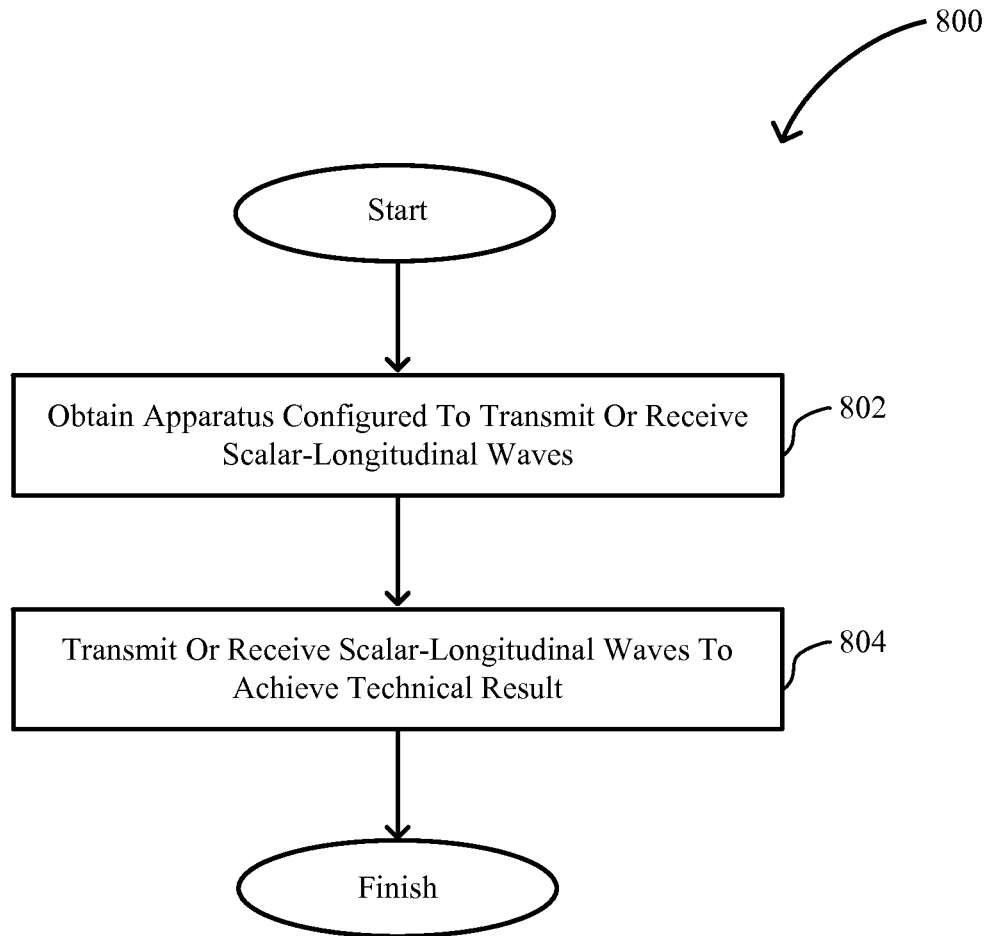 800
Start
Obtain Apparatus Configured To Transmit Or Receive
Scalar-Longitudinal Waves
802
Transmit Or Receive Scalar-Longitudinal Waves To
Achieve Technical Result
804
Finish